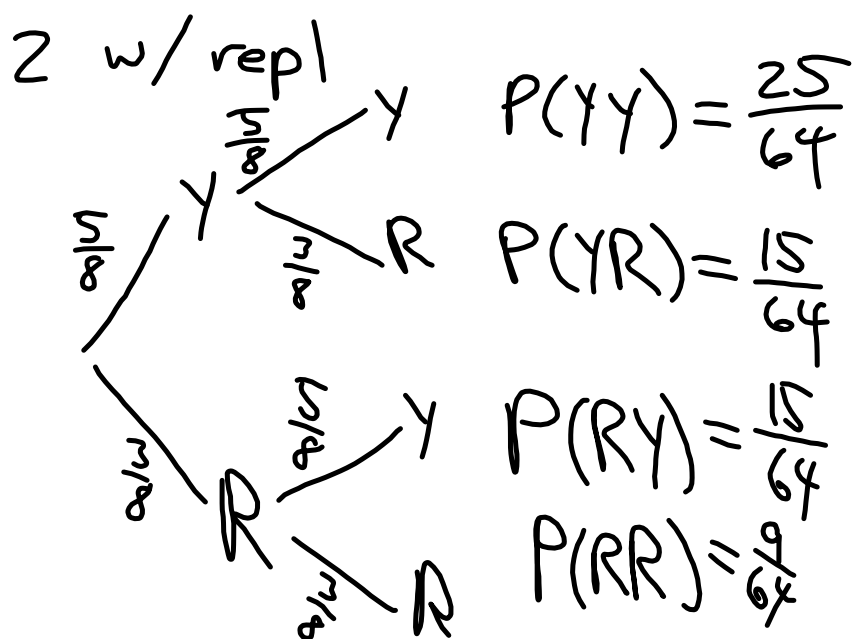 2 w/ repl
5/8 Y P(YY) = 25/64
5/8 Y
3/8 R P(YR) = 15/64
5/8 Y P(RY) = 15/64
3/8 R
3/8 R P(RR) = 9/64